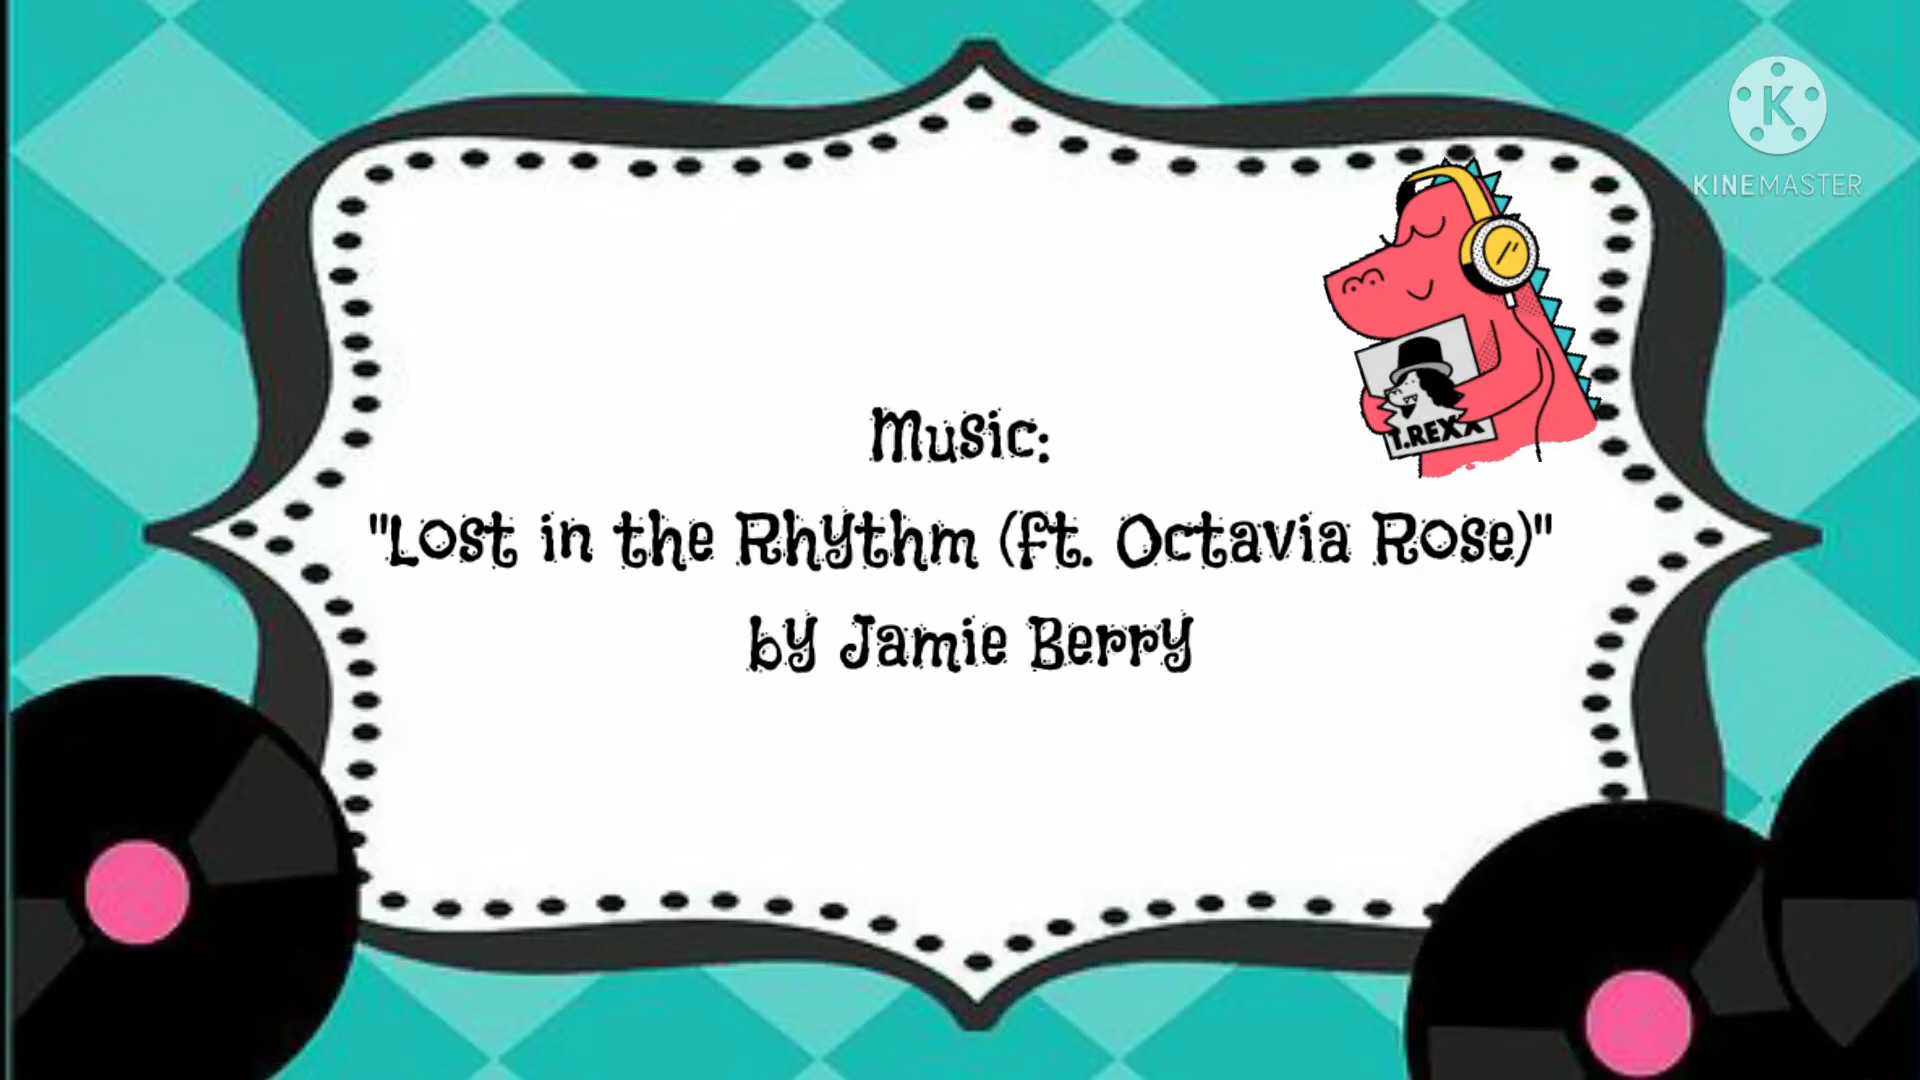 K
KINEMASTER
T.REXX
Music:
"Lost in the Rhythm (ft. Octavia Rose)"
by Jamie Berry